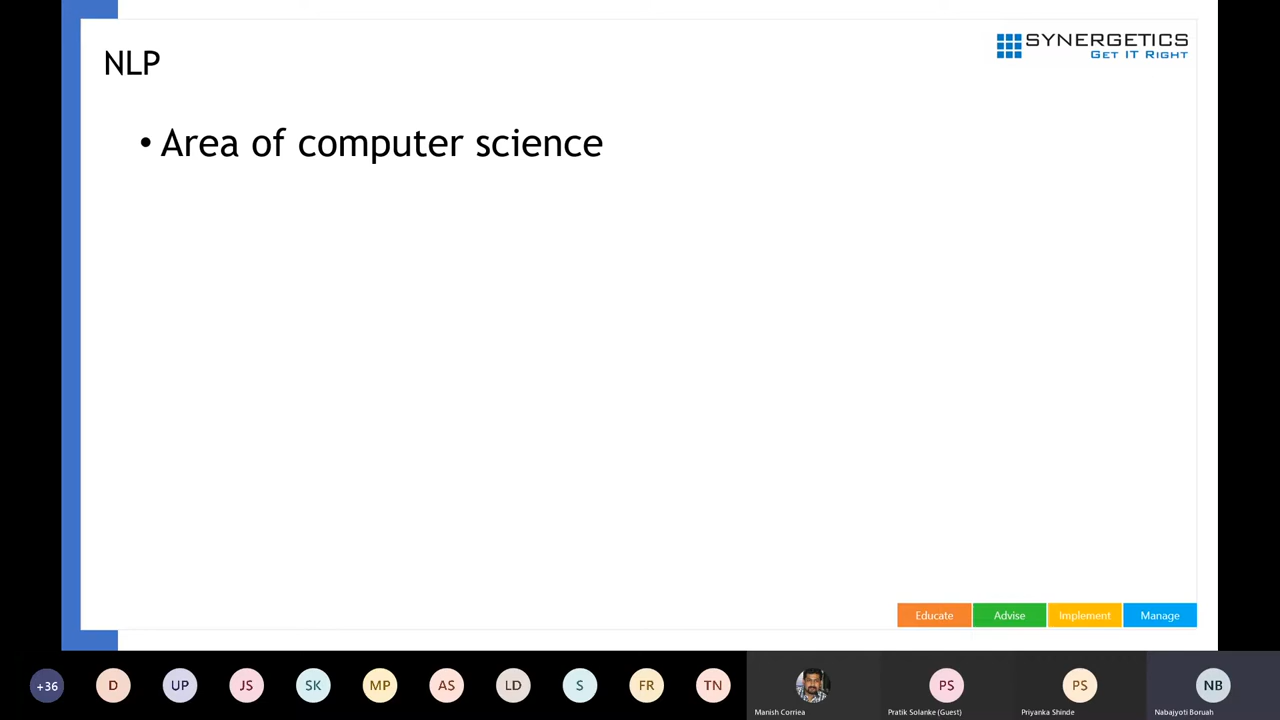 SYNERGETICS
GET IT RIGHT
NLP
• Area of computer science
Educate
Advise
Implement
Manage
+36
D
UP
JS
SK
MP
AS
LD
S
FR
TN
Manish Corriea
PS
Pratik Solanke (Guest)
PS
Priyanka Shinde
NB
Nabajyoti Boruah